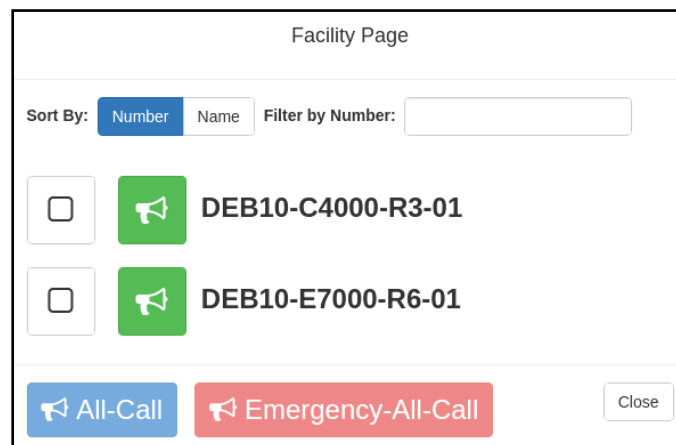 Facility Page
Sort By: Number Name Filter by Number:
DEB10-C4000-R3-01
DEB10-E7000-R6-01
All-Call Emergency-All-Call Close